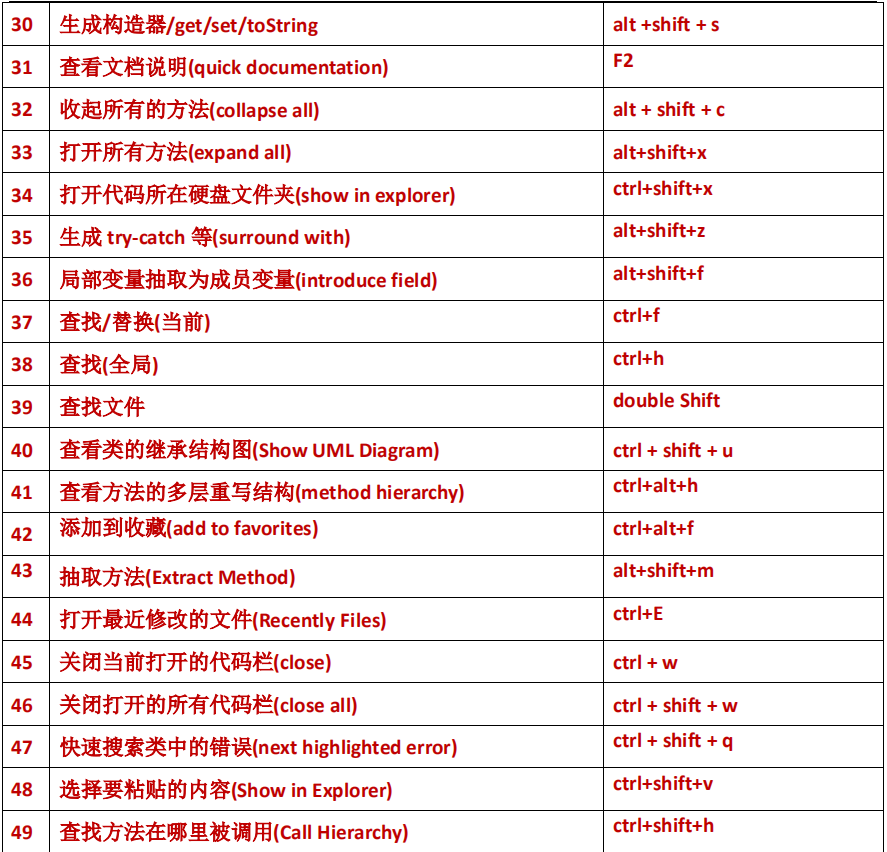 30 生成构造器/get/set/toString alt +shift + s
31 查看文档说明(quick documentation) F2
32 收起所有的方法(collapse all) alt + shift + c
33 打开所有方法(expand all) alt+shift+x
34 打开代码所在硬盘文件夹(show in explorer) ctrl+shift+x
35 生成 try-catch 等(surround with) alt+shift+z
36 局部变量抽取为成员变量(introduce field) alt+shift+f
37 查找/替换(当前) ctrl+f
38 查找(全局) ctrl+h
39 查找文件 double Shift
40 查看类的继承结构图(Show UML Diagram) ctrl + shift + u
41 查看方法的多层重写结构(method hierarchy) ctrl+alt+h
42 添加到收藏(add to favorites) ctrl+alt+f
43 抽取方法(Extract Method) alt+shift+m
44 打开最近修改的文件(Recently Files) ctrl+E
45 关闭当前打开的代码栏(close) ctrl + w
46 关闭打开的所有代码栏(close all) ctrl + shift + w
47 快速搜索类中的错误(next highlighted error) ctrl + shift + q
48 选择要粘贴的内容(Show in Explorer) ctrl+shift+v
49 查找方法在哪里被调用(Call Hierarchy) ctrl+shift+h